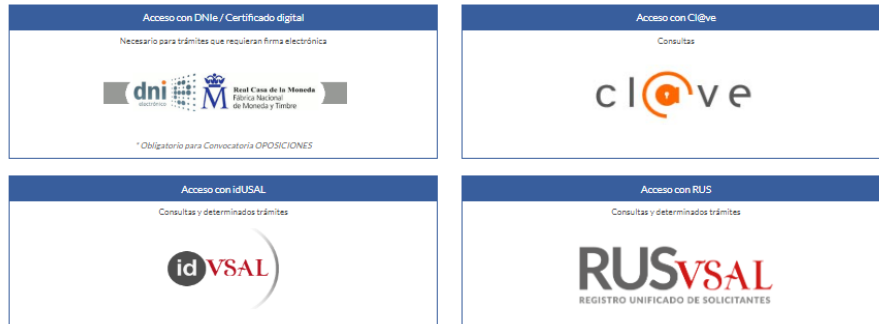 Acceso con DNIe / Certificado digital
Necesario para trámites que requieran firma electrónica
dni
electrónico
Real Casa de la Moneda
Fábrica Nacional
de Moneda y Timbre
* Obligatorio para Convocatoria OPOSICIONES
Acceso con Cl@ve
Consultas
cl@ve
Acceso con idUSAL
Consultas y determinados trámites
id VSAL
Acceso con RUS
Consultas y determinados trámites
RUSVSAL
REGISTRO UNIFICADO DE SOLICITANTES